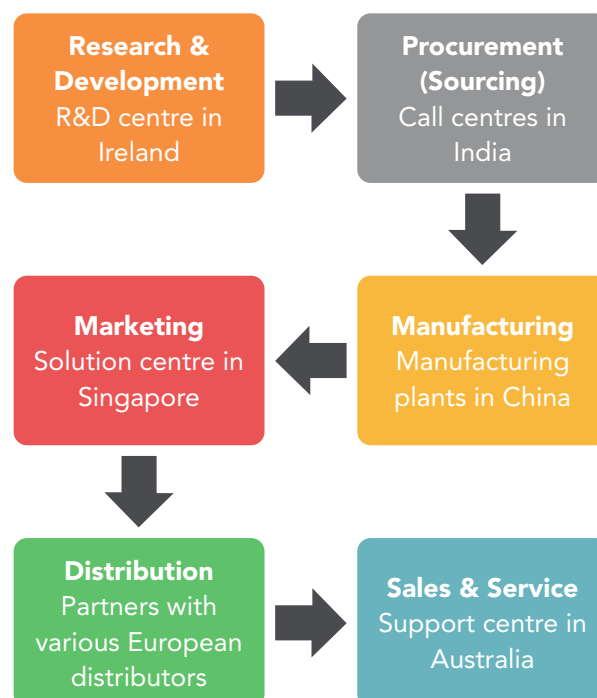 Research &
Development
R&D centre in
Ireland
Procurement
(Sourcing)
Call centres in
India
Marketing
Solution centre in
Singapore
Manufacturing
Manufacturing
plants in China
Distribution
Partners with
various European
distributors
Sales & Service
Support centre in
Australia